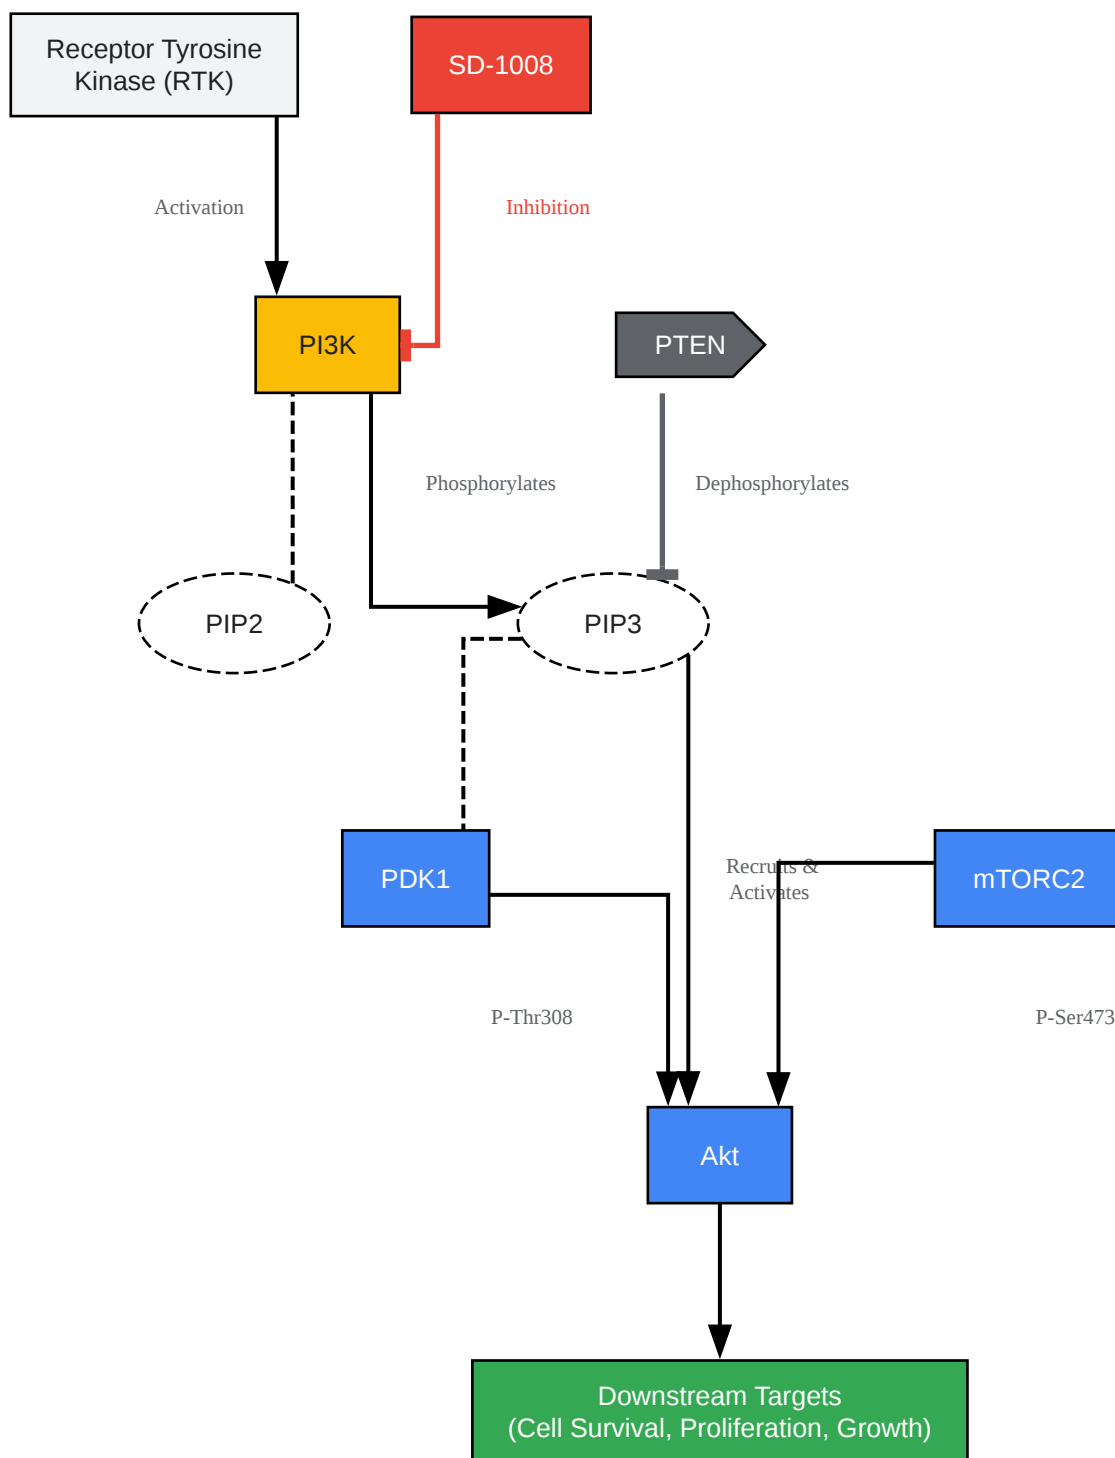 Receptor Tyrosine
Kinase (RTK)
SD-1008
Activation
Inhibition
PI3K
PTEN
Phosphorylates
Dephosphorylates
PIP2
PIP3
PDK1
Recruits &
Activates
mTORC2
P-Thr308
P-Ser473
Akt
Downstream Targets
(Cell Survival, Proliferation, Growth)